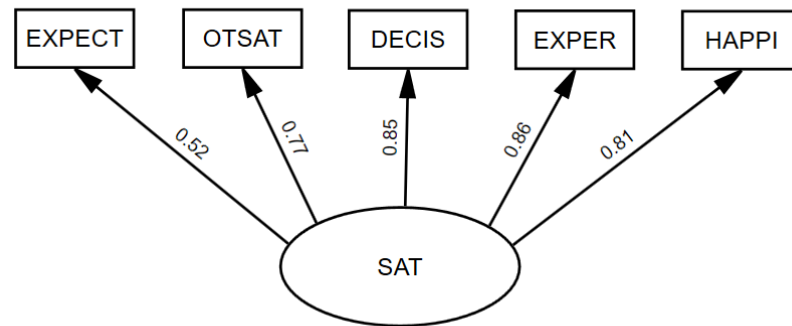 EXPECT
OTSAT
DECIS
EXPER
HAPPI
0.52
0.77
0.85
0.86
0.81
SAT